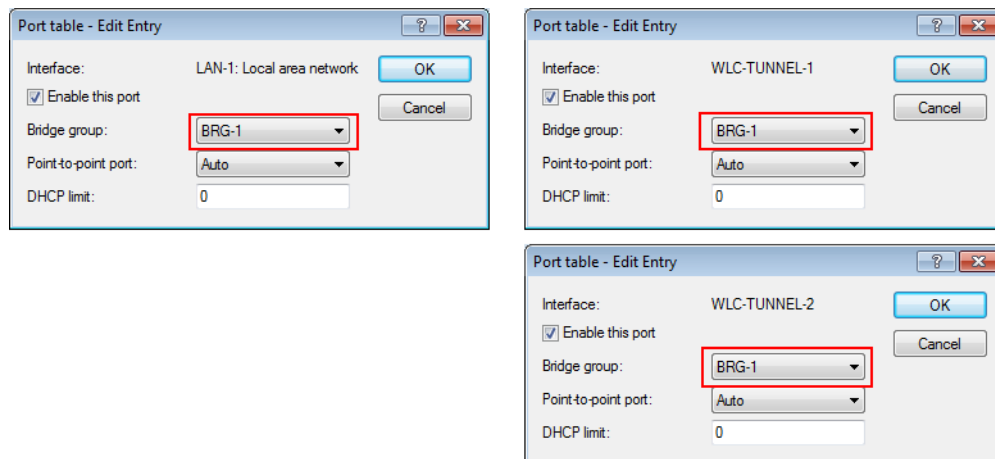 Port table - Edit Entry
Interface: LAN-1: Local area network OK
Enable this port
Cancel
Bridge group: BRG-1
Point-to-point port: Auto
DHCP limit: 0
Port table - Edit Entry
Interface: WLC-TUNNEL-1 OK
Enable this port
Cancel
Bridge group: BRG-1
Point-to-point port: Auto
DHCP limit: 0
Port table - Edit Entry
Interface: WLC-TUNNEL-2 OK
Enable this port
Cancel
Bridge group: BRG-1
Point-to-point port: Auto
DHCP limit: 0